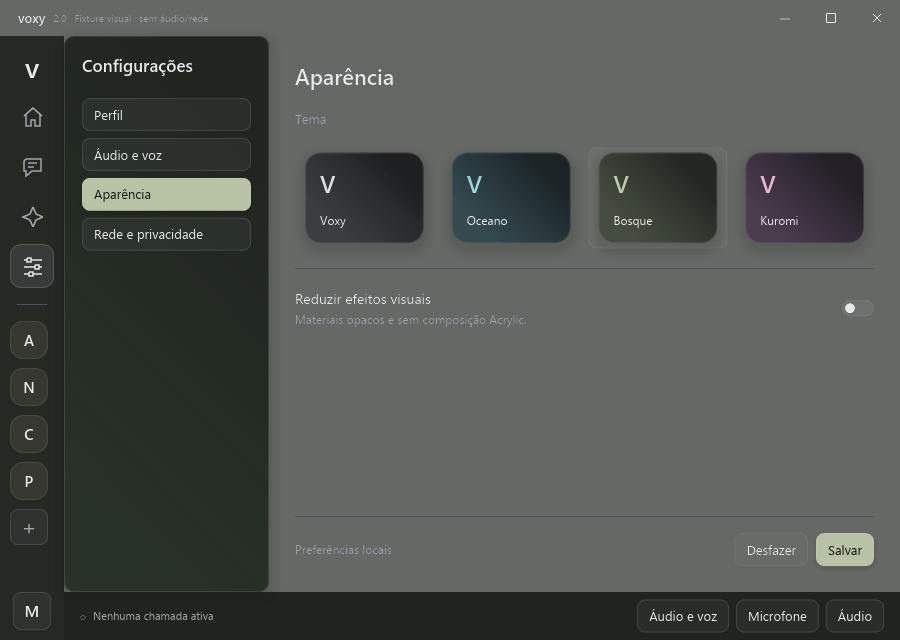 voxy 2.0 Fixture visual · sem áudio/rede
V
Configurações
Perfil
Áudio e voz
Aparência
Rede e privacidade
A
N
C
P
+
M
Aparência
Tema
V
Voxy
V
Oceano
V
Bosque
V
Kuromi
Reduzir efeitos visuais
Materiais opacos e sem composição Acrylic.
Preferências locais
Desfazer
Salvar
Nenhuma chamada ativa
Áudio e voz
Microfone
Áudio